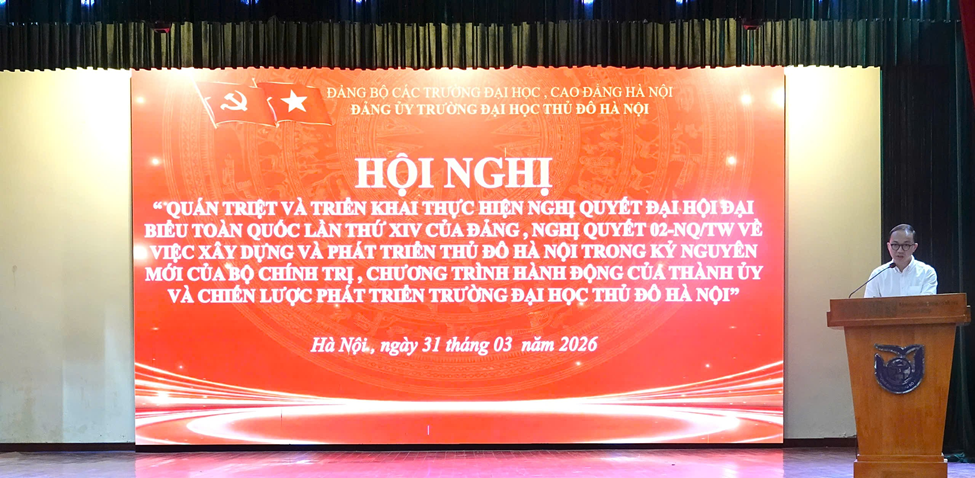 ĐẢNG BỘ CÁC TRƯỜNG ĐẠI HỌC , CAO ĐẲNG HÀ NỘI
ĐẢNG ỦY TRƯỜNG ĐẠI HỌC THỦ ĐÔ HÀ NỘI
HỘI NGHỊ
“"QUÁN TRIỆT VÀ TRIỂN KHAI THỰC HIỆN NGHỊ QUYẾT ĐẠI HỘI ĐẠI
BIỂU TOÀN QUỐC LẦN THỨ XIV CỦA ĐẢNG , NGHỊ QUYẾT 02-NQ/TW VỀ
VIỆC XÂY DỰNG VÀ PHÁT TRIỂN THỦ ĐÔ HÀ NỘI TRONG KỶ NGUYÊN
MỚI CỦA BỘ CHÍNH TRỊ , CHƯƠNG TRÌNH HÀNH ĐỘNG CỦA THÀNH ỦY
VÀ CHIẾN LƯỢC PHÁT TRIỂN TRƯỜNG ĐẠI HỌC THỦ ĐÔ HÀ NỘI”
Hà Nội., ngày 31 tháng 03 năm 2026